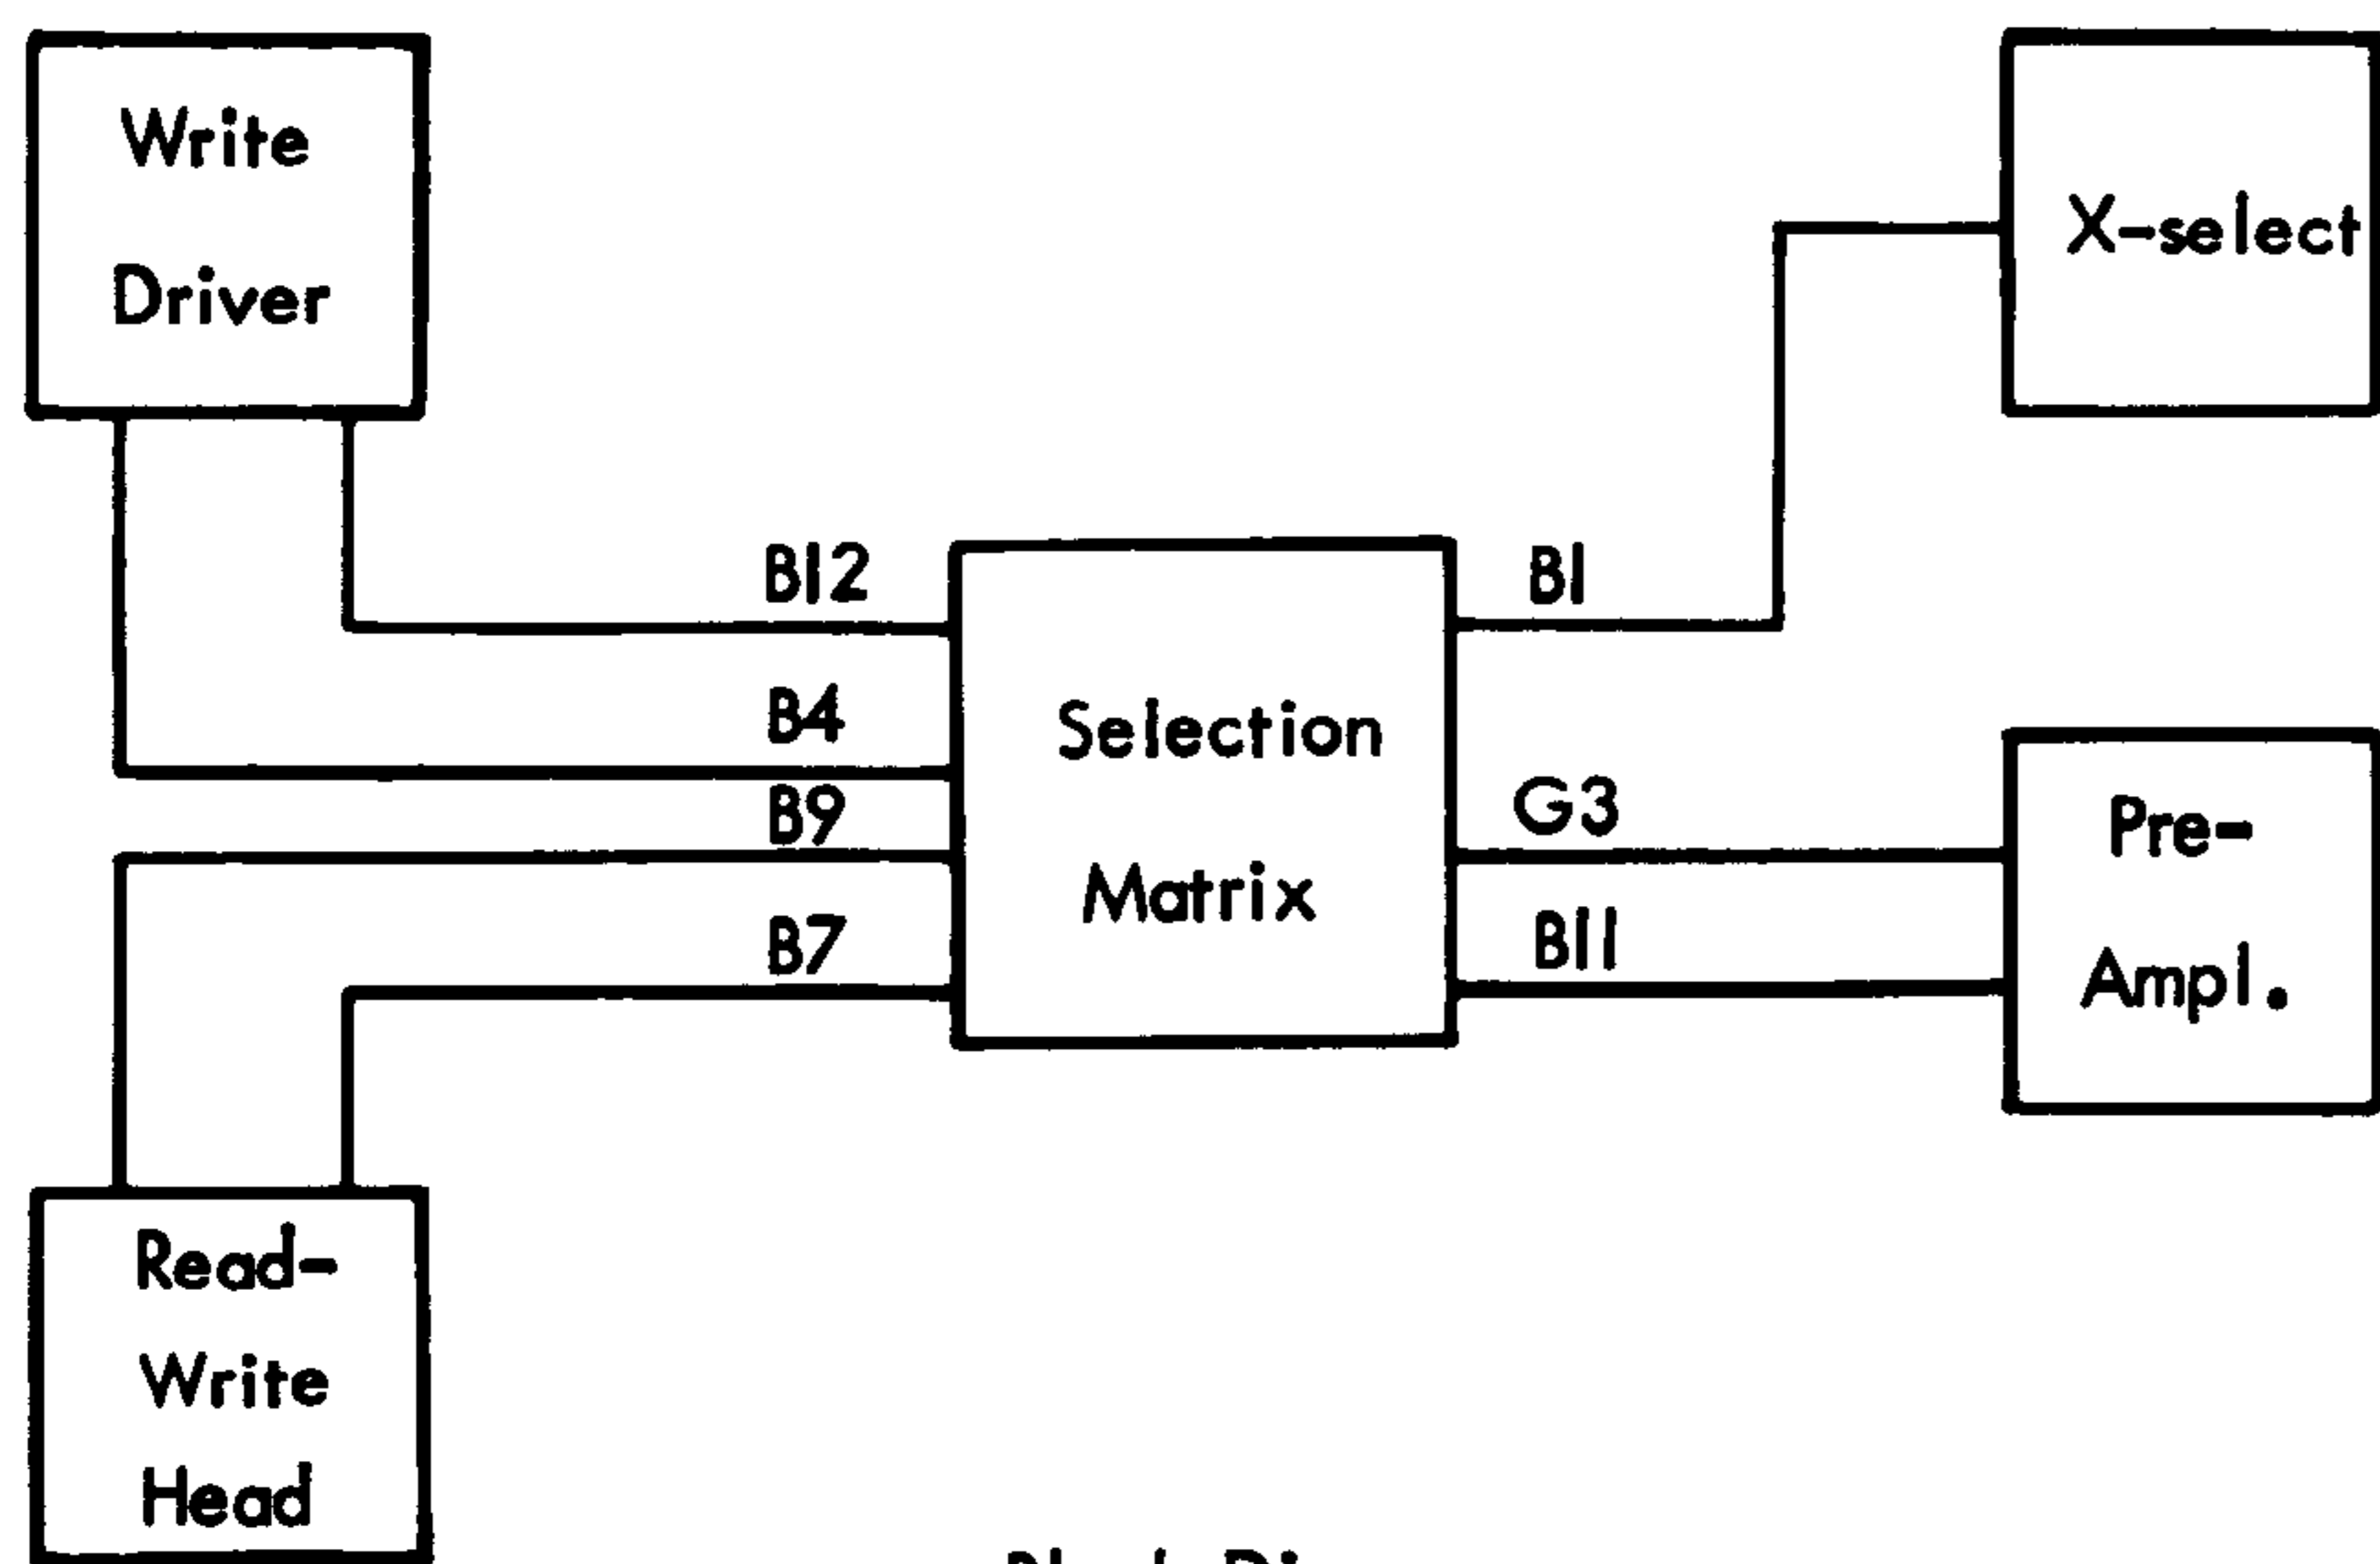 Write
Driver
X-select
B12
B1
B4
Selection
Matrix
B9
G3
B7
B11
Pre-
Ampl.
Read-
Write
Head